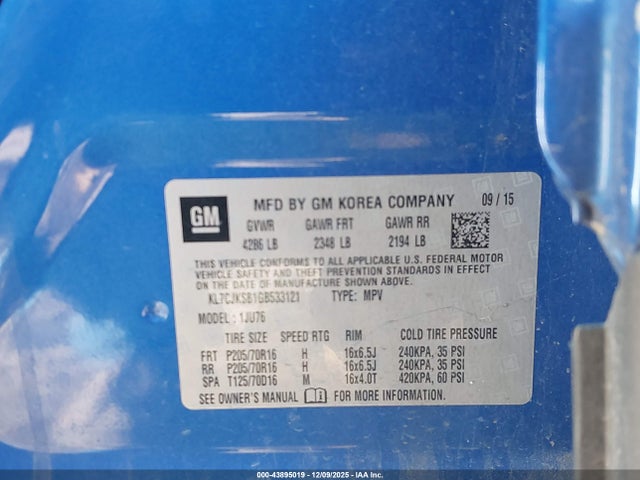 GM MFD BY GM KOREA COMPANY 09 / 15
GVWR GAWR FRT GAWR RR
4286 LB 2348 LB 2194 LB
THIS VEHICLE CONFORMS TO ALL APPLICABLE U.S. FEDERAL MOTOR
VEHICLE SAFETY AND THEFT PREVENTION STANDARDS IN EFFECT ON
THE DATE OF MANUFACTURE SHOWN ABOVE.
KL7CJKSB1GB533121 TYPE: MPV
MODEL : 1JU76
TIRE SIZE SPEED RTG RIM COLD TIRE PRESSURE
FRT P205/70R16 H 16x6.5J 240KPA, 35 PSI
RR P205/70R16 H 16x6.5J 240KPA, 35 PSI
SPA T125/70D16 M 16x4.0T 420KPA, 60 PSI
SEE OWNER'S MANUAL i FOR MORE INFORMATION.
000-43895019 - 12/09/2025 - IAA Inc.